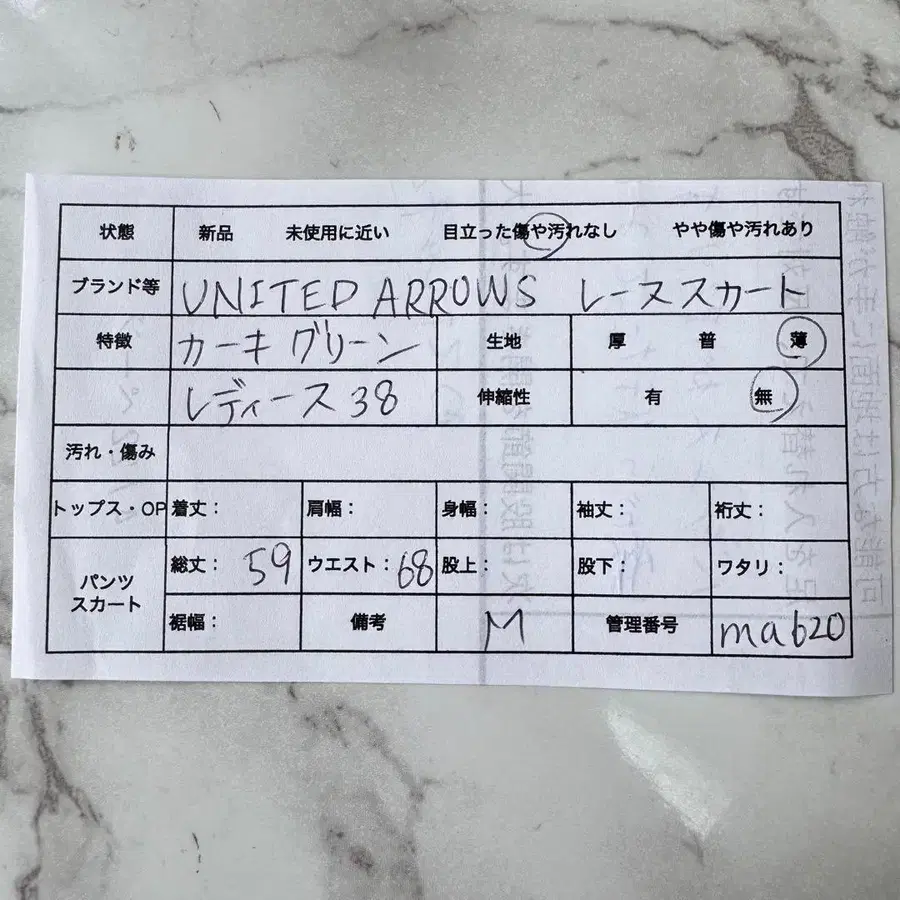 状態 新品 未使用に近い 目立った傷や汚れなし やや傷や汚れあり
ブランド等 UNITED ARROWS レーススカート
特徴 カーキグリーン 生地 厚 普 薄
レディース 38 伸縮性 有 無
汚れ・傷み
トップス・OP 着丈： 肩幅： 身幅： 袖丈： 裄丈：
パンツ スカート 総丈： 59 ウエスト： 68 股上： 股下： ワタリ：
裾幅： 備考 M 管理番号 ma620